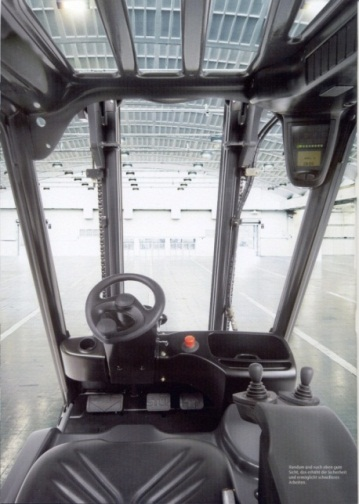 Rundum und nach oben gute
Sicht, das erhöht die Sicherheit
und ermöglicht schnelleres
Arbeiten.